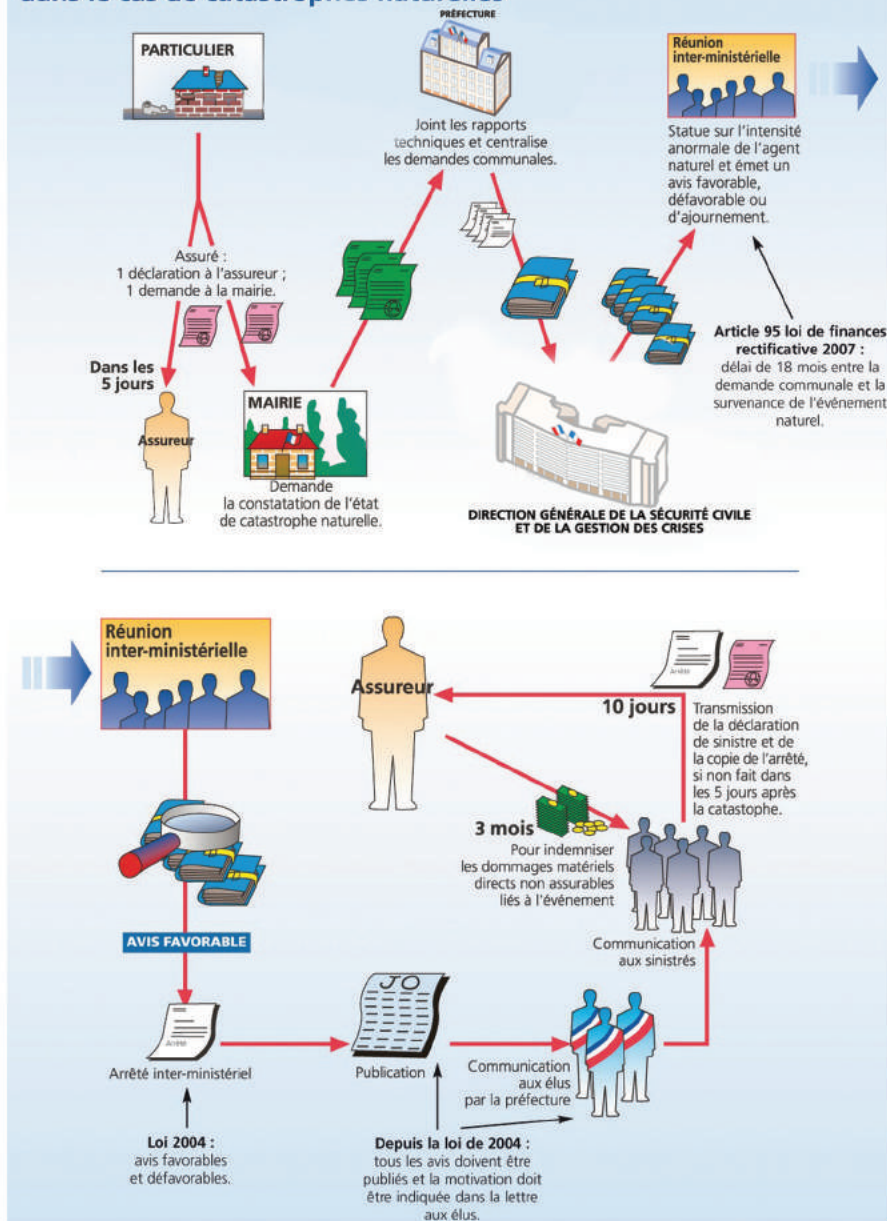 dans le cas de catastrophes naturelles
PARTICULIER
PRÉFECTURE
Réunion
inter-ministérielle
Joint les rapports
techniques et centralise
les demandes communales.
Statue sur l'intensité
anormale de l'agent
naturel et émet un
avis favorable,
défavorable ou
d'ajournement.
Assuré :
1 déclaration à l'assureur ;
1 demande à la mairie.
Dans les
5 jours
Assureur
MAIRIE
Demande
la constatation de l'état
de catastrophe naturelle.
Article 95 loi de finances
rectificative 2007 :
délai de 18 mois entre la
demande communale et la
survenance de l'événement
naturel.
DIRECTION GÉNÉRALE DE LA SÉCURITÉ CIVILE
ET DE LA GESTION DES CRISES
Réunion
inter-ministérielle
Assureur
Arrêté
10 jours
Transmission
de la déclaration
de sinistre et de
la copie de l'arrêté,
si non fait dans
les 5 jours après
la catastrophe.
3 mois
Pour indemniser
les dommages matériels
directs non assurables
liés à l'événement
AVIS FAVORABLE
Communication
aux sinistrés
Arrêté
Arrêté inter-ministériel
JO
Publication
Communication
aux élus
par la préfecture
Loi 2004 :
avis favorables
et défavorables.
Depuis la loi de 2004 :
tous les avis doivent être
publiés et la motivation doit
être indiquée dans la lettre
aux élus.